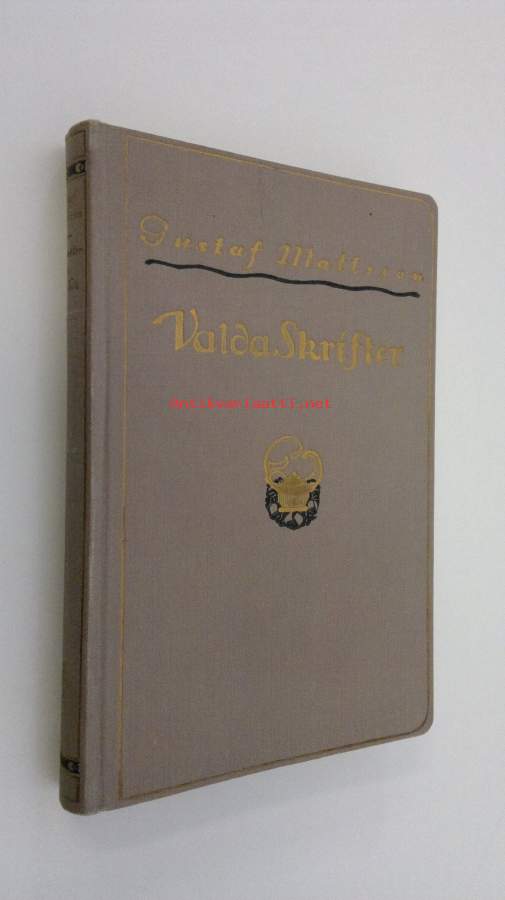 Gustaf Mattsson
Valda Skrifter
antikvariaatti.net